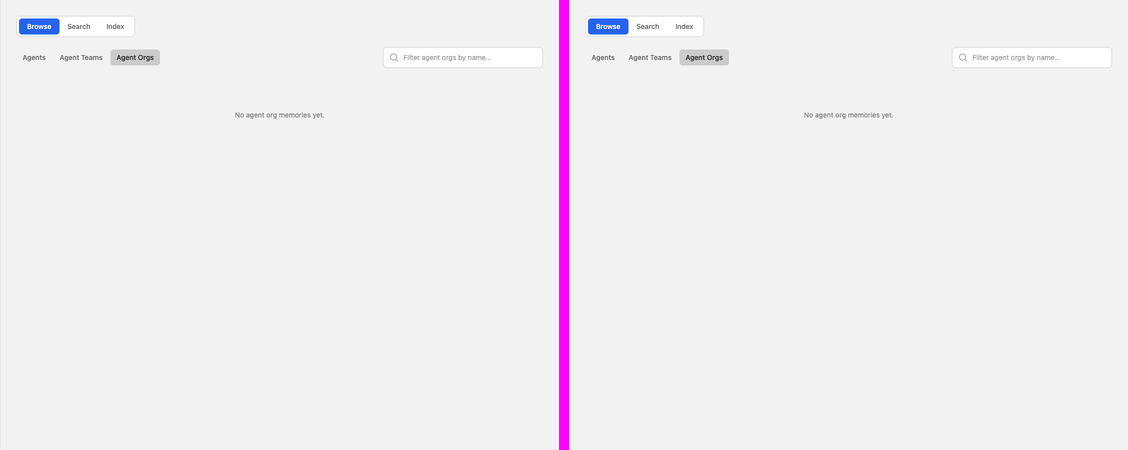 Browse Search Index
Agents Agent Teams Agent Orgs Filter agent orgs by name...
No agent org memories yet.
Browse Search Index
Agents Agent Teams Agent Orgs Filter agent orgs by name...
No agent org memories yet.